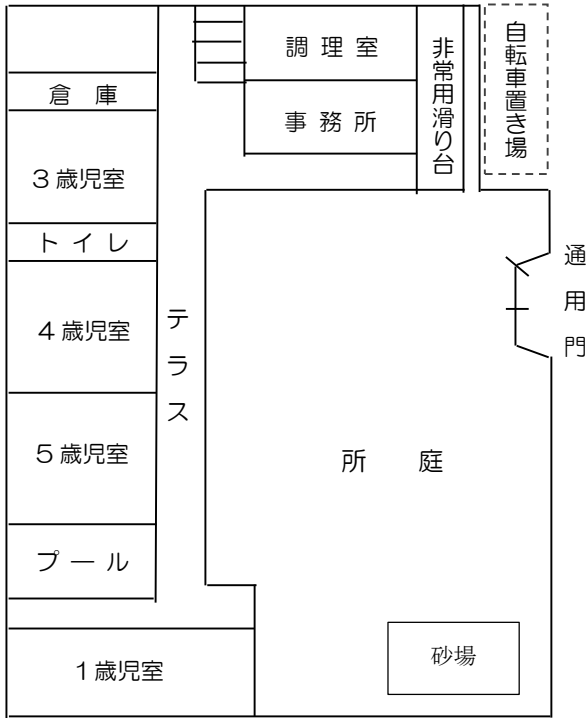 調理室
非常用滑り台
自転車置き場
倉庫
事務所
３歳児室
トイレ
通用門
４歳児室
テラス
５歳児室
所庭
プール
１歳児室
砂場